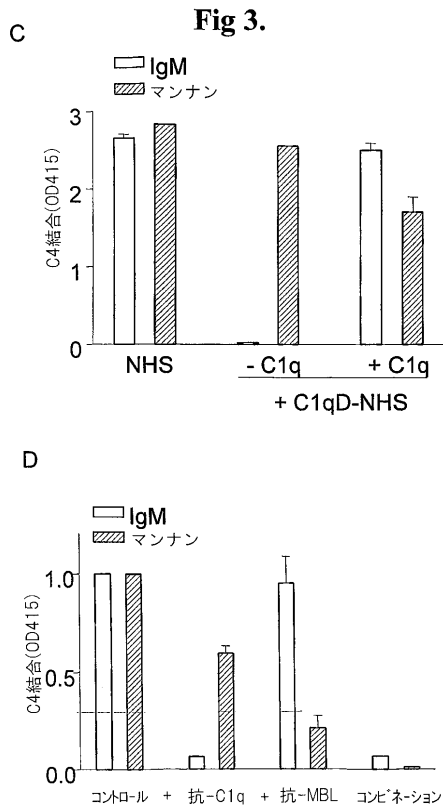 Fig 3.
C
IgM
マンナン
C4結合(OD415)
3
2
1
0
NHS
- C1q
+ C1q
+ C1qD-NHS
D
IgM
マンナン
C4結合(OD415)
1.0
0.5
0.0
コントロール + 抗-C1q + 抗-MBL コンビネーション